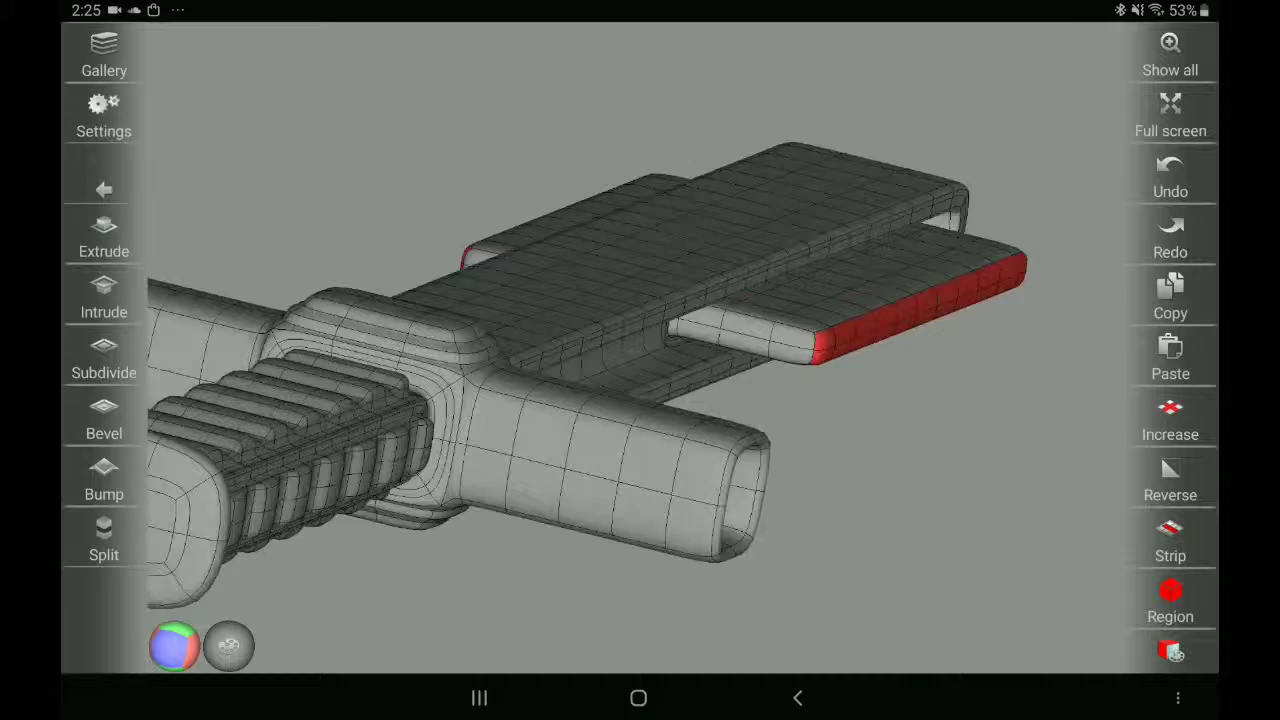 2:25
53%
Gallery
Settings
Extrude
Intrude
Subdivide
Bevel
Bump
Split
Show all
Full screen
Undo
Redo
Copy
Paste
Increase
Reverse
Strip
Region